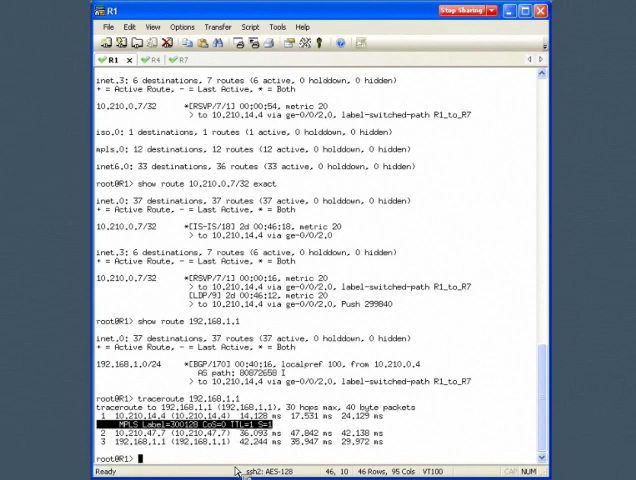 R1
Stop Sharing
File Edit View Options Transfer Script Tools Help
R1 R4 R7
inet.3: 6 destinations, 7 routes (6 active, 0 holddown, 0 hidden)
+ = Active Route, - = Last Active, * = Both
10.210.0.7/32 *[RSVP/7/1] 00:00:54, metric 20
> to 10.210.14.4 via ge-0/0/2.0, label-switched-path R1_to_R7
iso.0: 1 destinations, 1 routes (1 active, 0 holddown, 0 hidden)
mpls.0: 12 destinations, 12 routes (12 active, 0 holddown, 0 hidden)
inet6.0: 33 destinations, 36 routes (33 active, 0 holddown, 0 hidden)
root@R1> show route 10.210.0.7/32 exact
inet.0: 37 destinations, 37 routes (37 active, 0 holddown, 0 hidden)
+ = Active Route, - = Last Active, * = Both
10.210.0.7/32 *[IS-IS/18] 2d 00:46:18, metric 20
> to 10.210.14.4 via ge-0/0/2.0
inet.3: 6 destinations, 7 routes (6 active, 0 holddown, 0 hidden)
+ = Active Route, - = Last Active, * = Both
10.210.0.7/32 *[RSVP/7/1] 00:00:16, metric 20
> to 10.210.14.4 via ge-0/0/2.0, label-switched-path R1_to_R7
[LDP/9] 2d 00:46:12, metric 20
> to 10.210.14.4 via ge-0/0/2.0, Push 299840
root@R1> show route 192.168.1.1
inet.0: 37 destinations, 37 routes (37 active, 0 holddown, 0 hidden)
+ = Active Route, - = Last Active, * = Both
192.168.1.0/24 *[BGP/170] 00:40:16, localpref 100, from 10.210.0.4
AS path: 80872658 I
> to 10.210.14.4 via ge-0/0/2.0, label-switched-path R1_to_R7
root@R1> traceroute 192.168.1.1
traceroute to 192.168.1.1 (192.168.1.1), 30 hops max, 40 byte packets
1 10.210.14.4 (10.210.14.4) 14.128 ms 17.531 ms 24.129 ms
MPLS Label=300128 CoS=0 TTL=1 S=1
2 10.210.47.7 (10.210.47.7) 36.093 ms 47.842 ms 42.138 ms
3 192.168.1.1 (192.168.1.1) 42.244 ms 35.947 ms 29.972 ms
root@R1>
Ready ssh2: AES-128 46, 10 46 Rows, 95 Cols VT100 CAP NUM